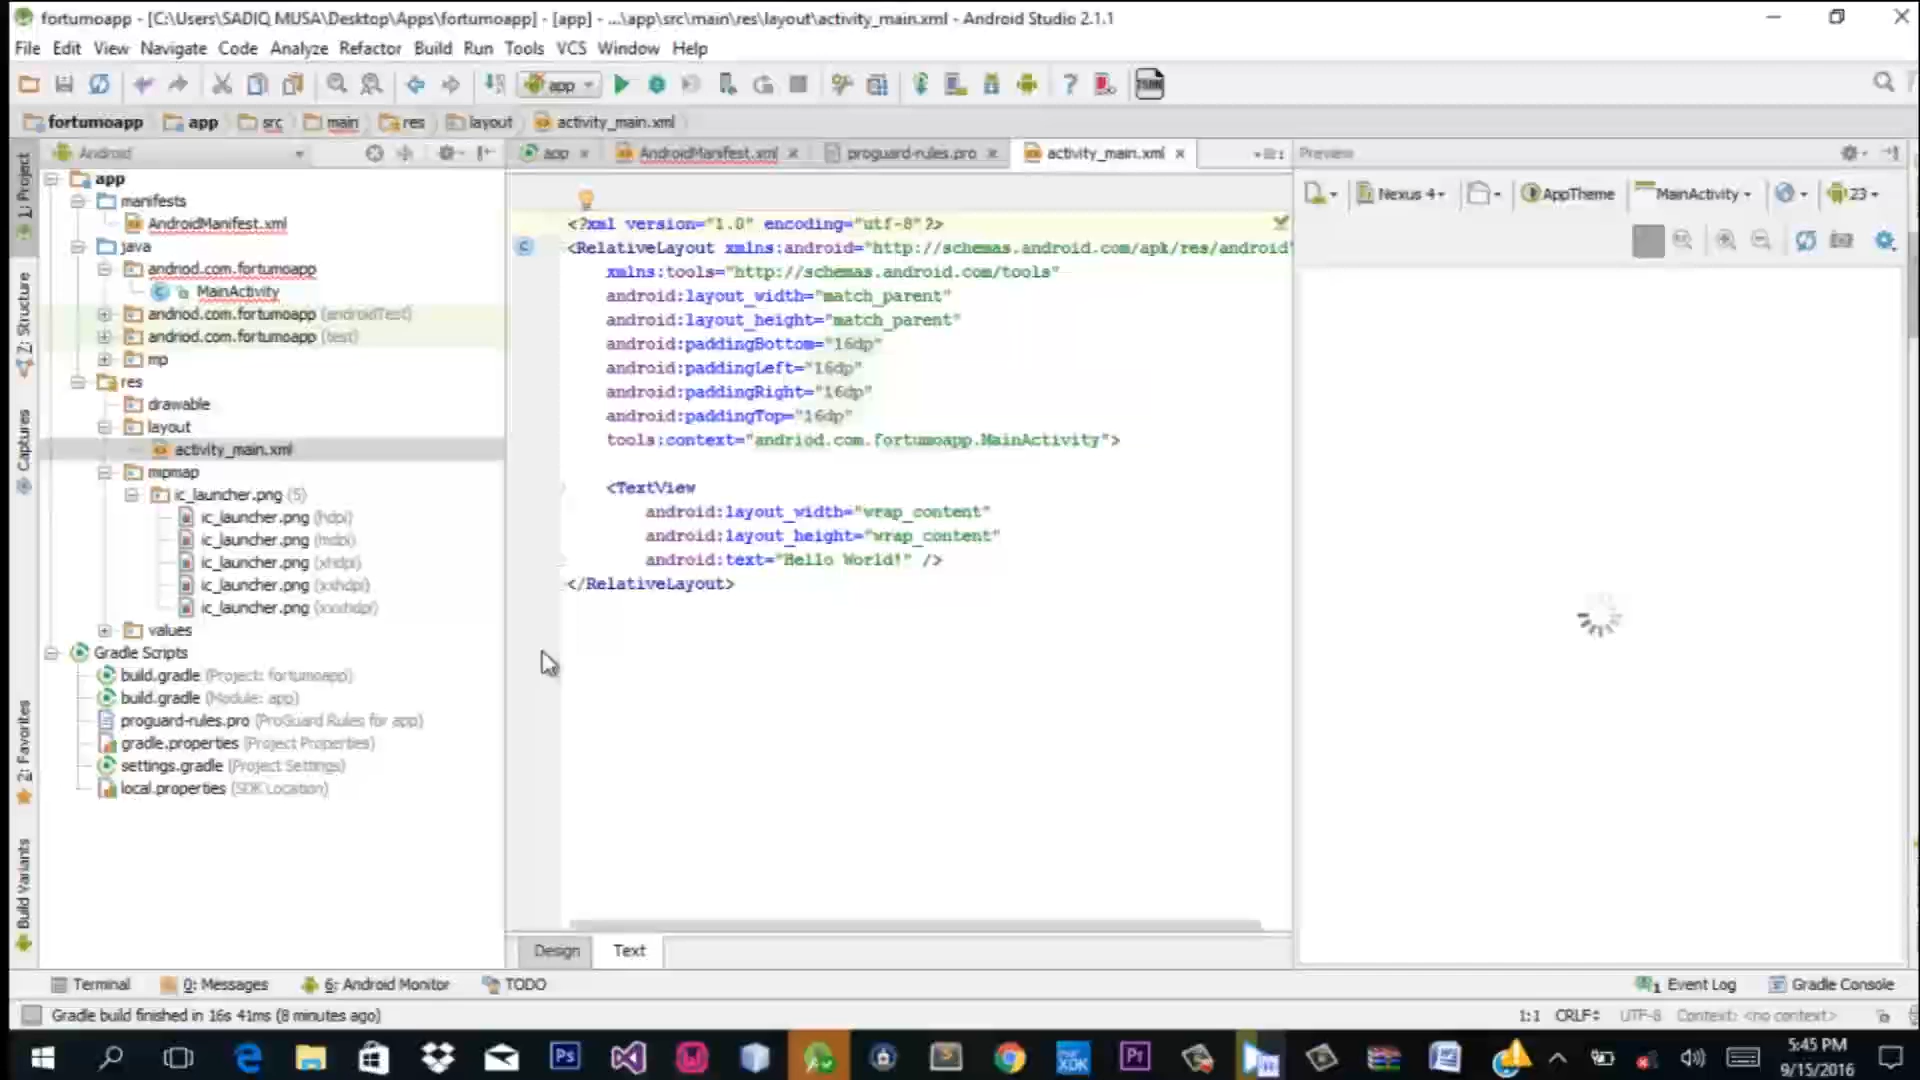 fortumoapp - [C:\Users\SADIQ MUSA\Desktop\Apps\fortumoapp] - [app] - ...\app\src\main\res\layout\activity_main.xml - Android Studio 2.1.1
File Edit View Navigate Code Analyze Refactor Build Run Tools VCS Window Help
app
fortumoapp app src main res layout activity_main.xml
1: Project
Z: Structure
Captures
2: Favorites
Build Variants
Android
app
manifests
AndroidManifest.xml
java
andriod.com.fortumoapp
MainActivity
andriod.com.fortumoapp (androidTest)
andriod.com.fortumoapp (test)
mp
res
drawable
layout
activity_main.xml
mipmap
ic_launcher.png (5)
ic_launcher.png (hdpi)
ic_launcher.png (mdpi)
ic_launcher.png (xhdpi)
ic_launcher.png (xxhdpi)
ic_launcher.png (xxxhdpi)
values
Gradle Scripts
build.gradle (Project: fortumoapp)
build.gradle (Module: app)
proguard-rules.pro (ProGuard Rules for app)
gradle.properties (Project Properties)
settings.gradle (Project Settings)
local.properties (SDK Location)
app AndroidManifest.xml proguard-rules.pro activity_main.xml
<?xml version="1.0" encoding="utf-8"?>
<RelativeLayout xmlns:android="http://schemas.android.com/apk/res/android"
xmlns:tools="http://schemas.android.com/tools"
android:layout_width="match_parent"
android:layout_height="match_parent"
android:paddingBottom="16dp"
android:paddingLeft="16dp"
android:paddingRight="16dp"
android:paddingTop="16dp"
tools:context="andriod.com.fortumoapp.MainActivity">
<TextView
android:layout_width="wrap_content"
android:layout_height="wrap_content"
android:text="Hello World!" />
</RelativeLayout>
Design Text
Preview
Nexus 4 AppTheme MainActivity 23
Terminal 0: Messages 6: Android Monitor TODO 1 Event Log Gradle Console
Gradle build finished in 16s 41ms (8 minutes ago) 1:1 CRLF UTF-8 Context: <no context>
Ps XDK Pr
5:45 PM
9/15/2016